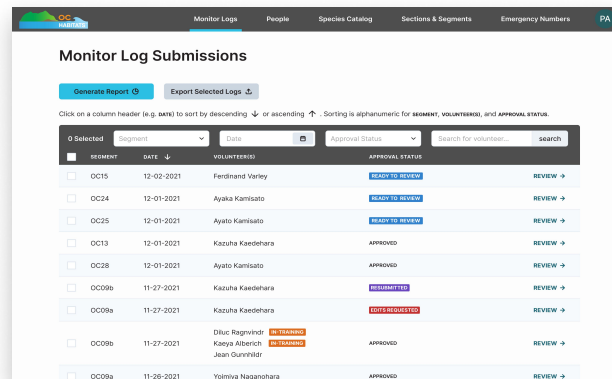 OC
HABITATS
Monitor Logs People Species Catalog Sections & Segments Emergency Numbers PA
Monitor Log Submissions
Generate Report Export Selected Logs
Click on a column header (e.g. DATE) to sort by descending ↓ or ascending ↑ . Sorting is alphanumeric for SEGMENT, VOLUNTEER(S), and APPROVAL STATUS.
0 Selected Segment Date Approval Status Search for volunteer... search
SEGMENT DATE ↓ VOLUNTEER(S) APPROVAL STATUS
OC15 12-02-2021 Ferdinand Varley READY TO REVIEW REVIEW →
OC24 12-01-2021 Ayaka Kamisato READY TO REVIEW REVIEW →
OC25 12-01-2021 Ayato Kamisato READY TO REVIEW REVIEW →
OC13 12-01-2021 Kazuha Kaedehara APPROVED REVIEW →
OC28 12-01-2021 Ayato Kamisato APPROVED REVIEW →
OC09b 11-27-2021 Kazuha Kaedehara RESUBMITTED REVIEW →
OC09a 11-27-2021 Kazuha Kaedehara EDITS REQUESTED REVIEW →
Diluc Ragnvindr IN-TRAINING
OC09b 11-27-2021 Kaeya Alberich IN-TRAINING APPROVED REVIEW →
Jean Gunnhildr
OC09a 11-26-2021 Yoimiya Naganohara APPROVED REVIEW →